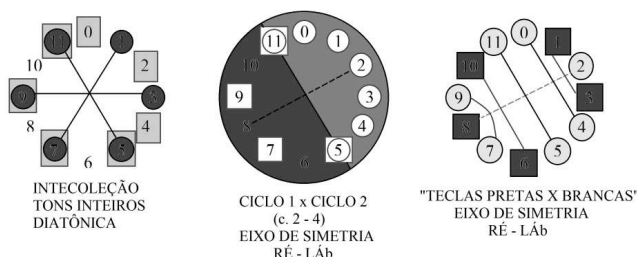 11 0 1
10 2
9 3
8 4
7 6 5
INTECOLEÇÃO
TONS INTEIROS
DIATÔNICA
11 0 1
10 2
9 3
8 4
7 6 5
CICLO 1 x CICLO 2
(c. 2 - 4)
EIXO DE SIMETRIA
RÉ - LÁb
11 0 1
10 2
9 3
8 4
7 6 5
"TECLAS PRETAS X BRANCAS"
EIXO DE SIMETRIA
RÉ - LÁb